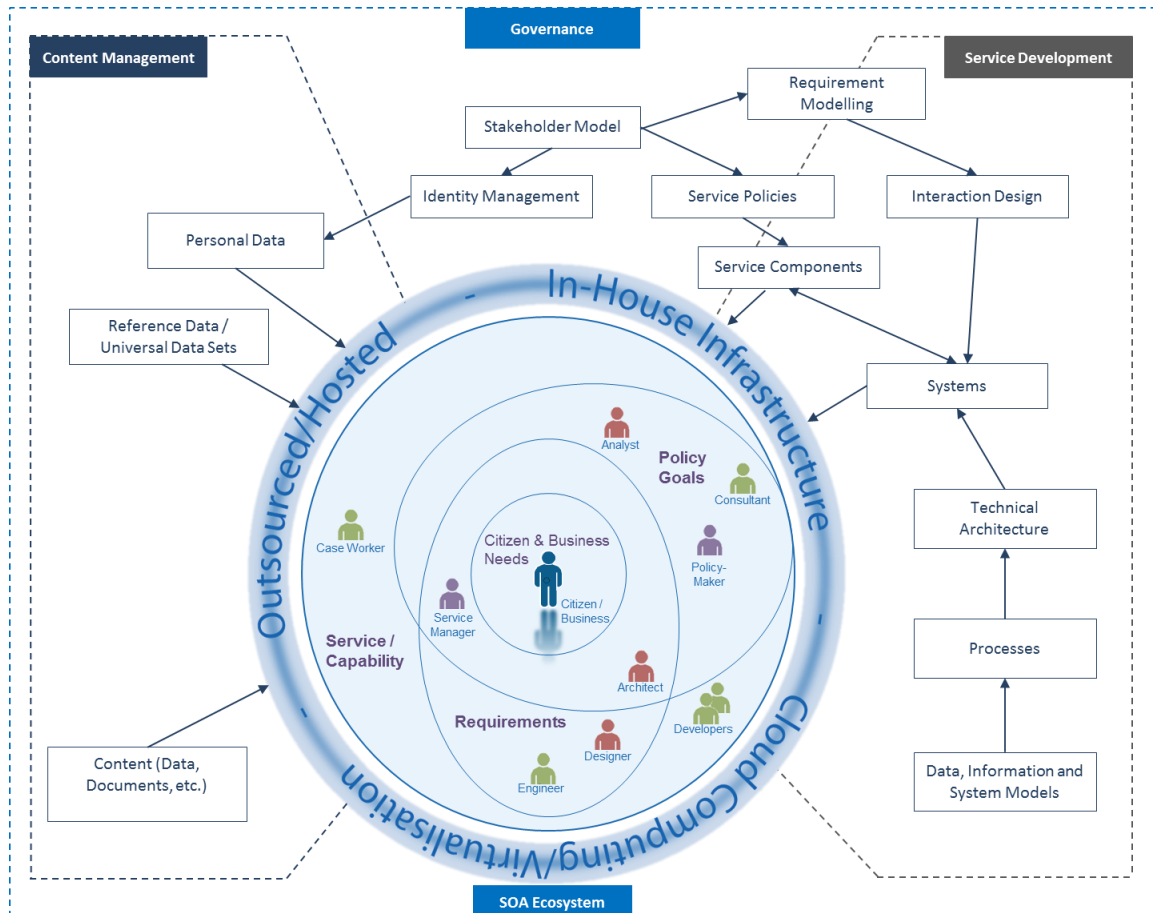 Governance
Content Management
Service Development
Requirement
Modelling
Stakeholder Model
Identity Management
Service Policies
Interaction Design
Personal Data
Service Components
Reference Data /
Universal Data Sets
Systems
Outsourced/Hosted - In-House Infrastructure - Cloud Computing/Virtualisation -
Analyst
Policy
Goals
Consultant
Case Worker
Technical
Architecture
Citizen & Business
Needs
Policy-
Maker
Citizen /
Business
Service
Manager
Service /
Capability
Processes
Architect
Requirements
Developers
Designer
Engineer
Content (Data,
Documents, etc.)
Data, Information and
System Models
SOA Ecosystem